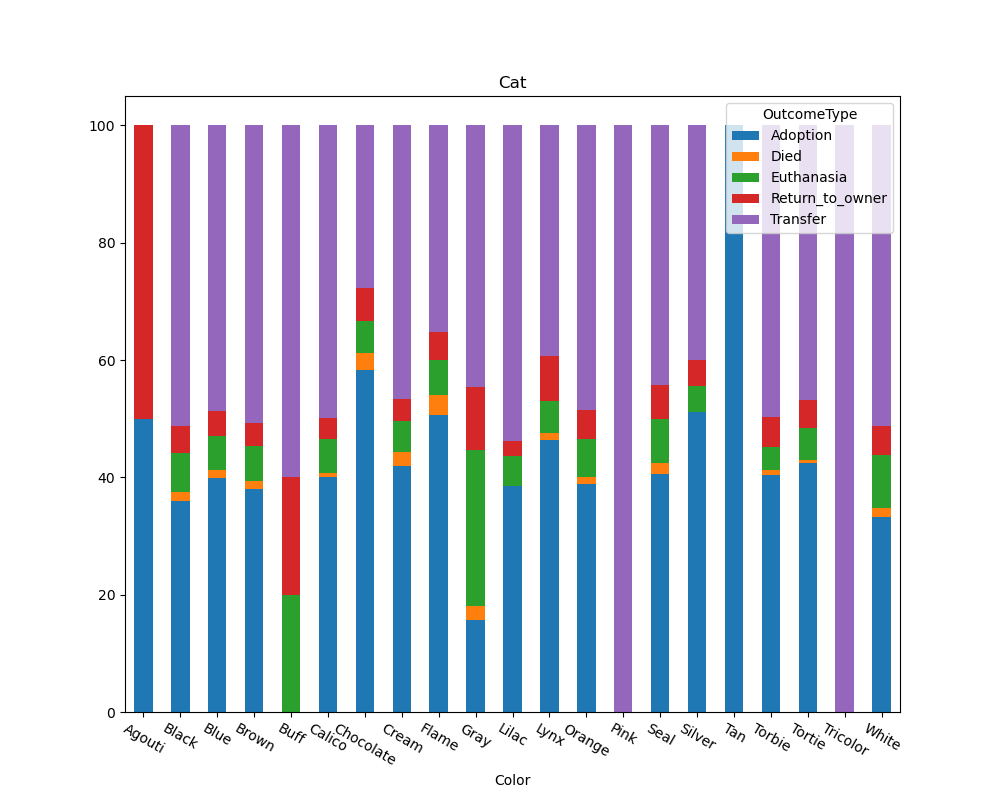 Cat
OutcomeType
Adoption
Died
Euthanasia
Return_to_owner
Transfer
100
80
60
40
20
0
Agouti
Black
Blue
Brown
Buff
Calico
Chocolate
Cream
Flame
Gray
Lilac
Lynx
Orange
Pink
Seal
Silver
Tan
Torbie
Tortie
Tricolor
White
Color